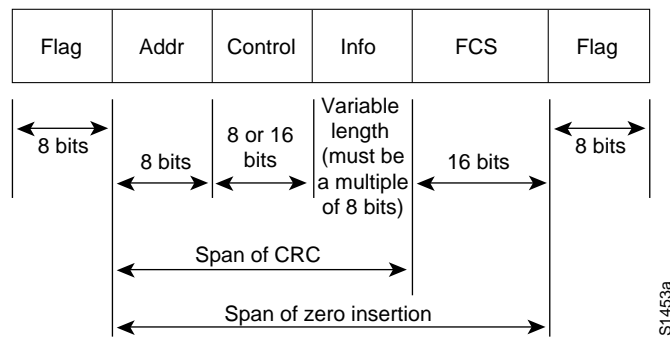 Flag Addr Control Info FCS Flag
8 bits
8 bits
8 or 16
bits
Variable
length
(must be
a multiple
of 8 bits)
16 bits
8 bits
Span of CRC
Span of zero insertion
S1453a